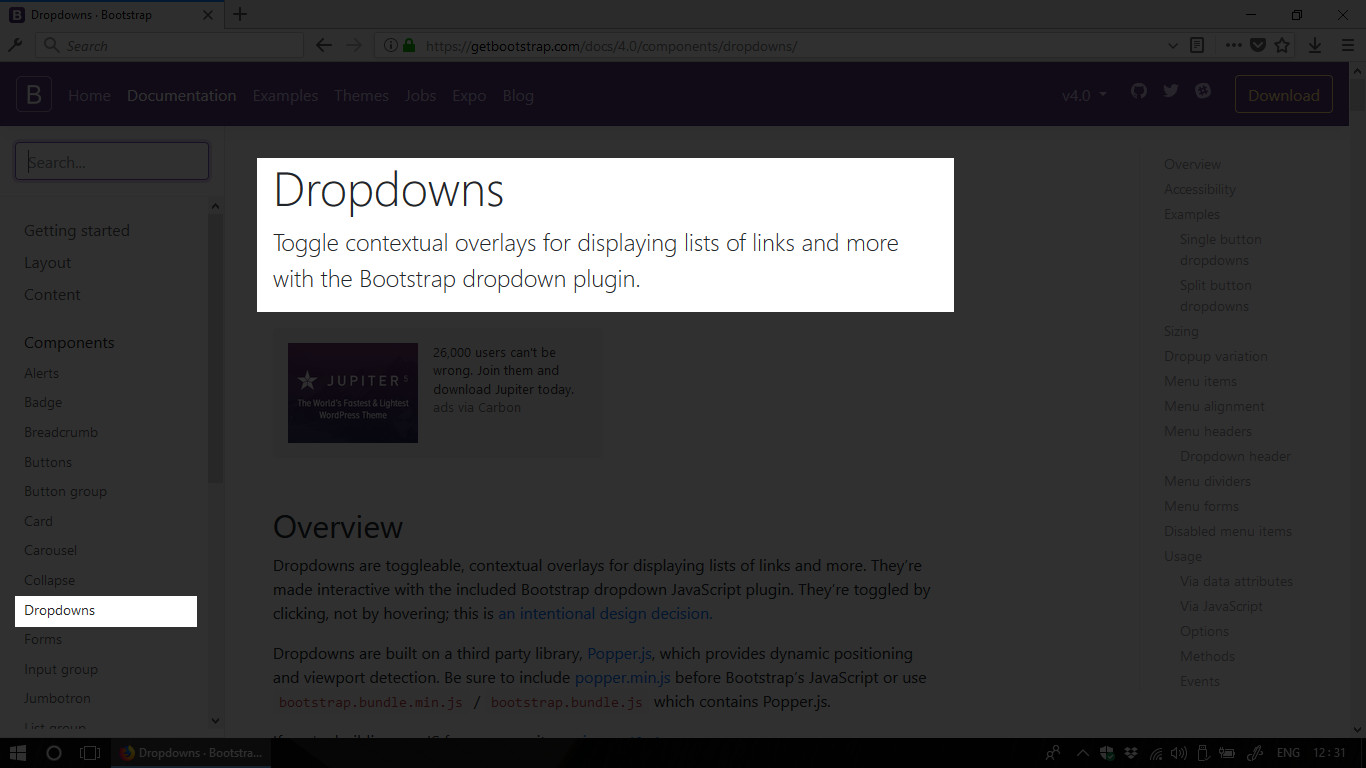 Dropdowns · Bootstrap
Search
https://getbootstrap.com/docs/4.0/components/dropdowns/
B Home Documentation Examples Themes Jobs Expo Blog v4.0 Download
Search...
Getting started
Layout
Content
Components
Alerts
Badge
Breadcrumb
Buttons
Button group
Card
Carousel
Collapse
Dropdowns
Forms
Input group
Jumbotron
List group
Dropdowns
Toggle contextual overlays for displaying lists of links and more
with the Bootstrap dropdown plugin.
JUPITER 5
The World's Fastest & Lightest
WordPress Theme
26,000 users can't be
wrong. Join them and
download Jupiter today.
ads via Carbon
Overview
Dropdowns are toggleable, contextual overlays for displaying lists of links and more. They’re
made interactive with the included Bootstrap dropdown JavaScript plugin. They’re toggled by
clicking, not by hovering; this is an intentional design decision.
Dropdowns are built on a third party library, Popper.js, which provides dynamic positioning
and viewport detection. Be sure to include popper.min.js before Bootstrap’s JavaScript or use
bootstrap.bundle.min.js / bootstrap.bundle.js which contains Popper.js.
Overview
Accessibility
Examples
Single button
dropdowns
Split button
dropdowns
Sizing
Dropup variation
Menu items
Menu alignment
Menu headers
Dropdown header
Menu dividers
Menu forms
Disabled menu items
Usage
Via data attributes
Via JavaScript
Options
Methods
Events
Dropdowns · Bootstra...
ENG 12:31